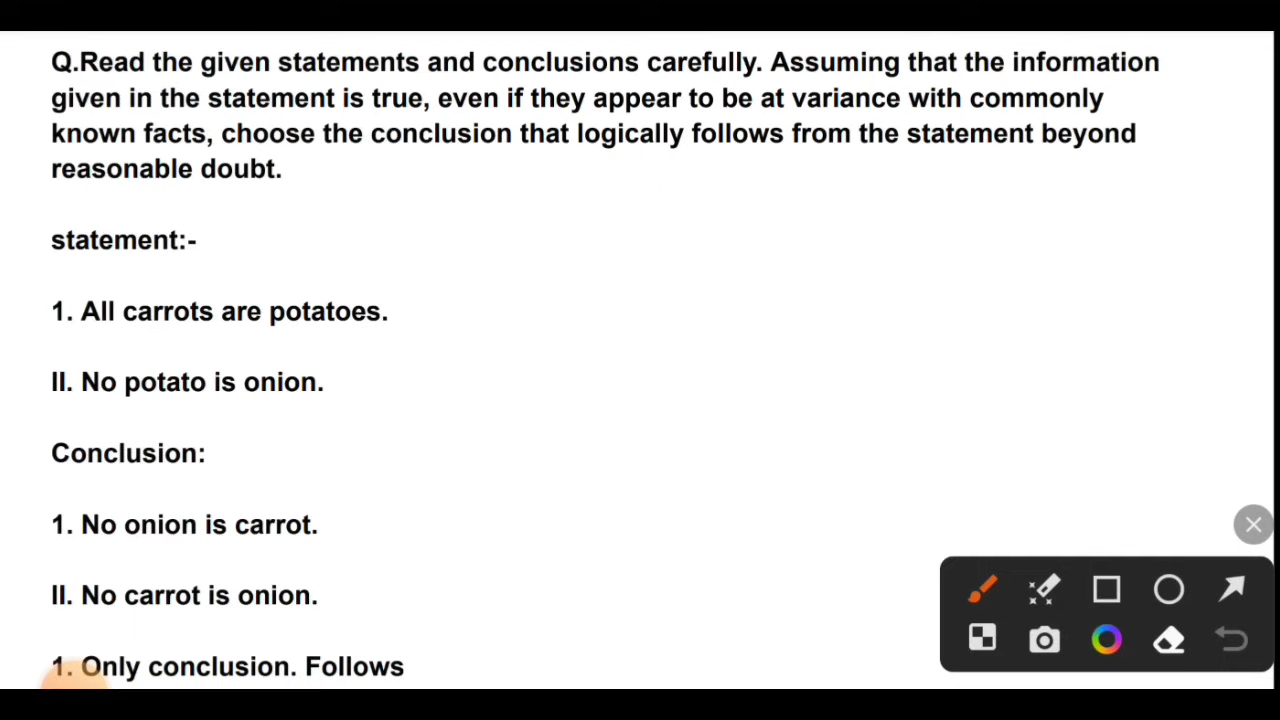 Q.Read the given statements and conclusions carefully. Assuming that the information
given in the statement is true, even if they appear to be at variance with commonly
known facts, choose the conclusion that logically follows from the statement beyond
reasonable doubt.
statement:-
1. All carrots are potatoes.
II. No potato is onion.
Conclusion:
1. No onion is carrot.
II. No carrot is onion.
1. Only conclusion. Follows